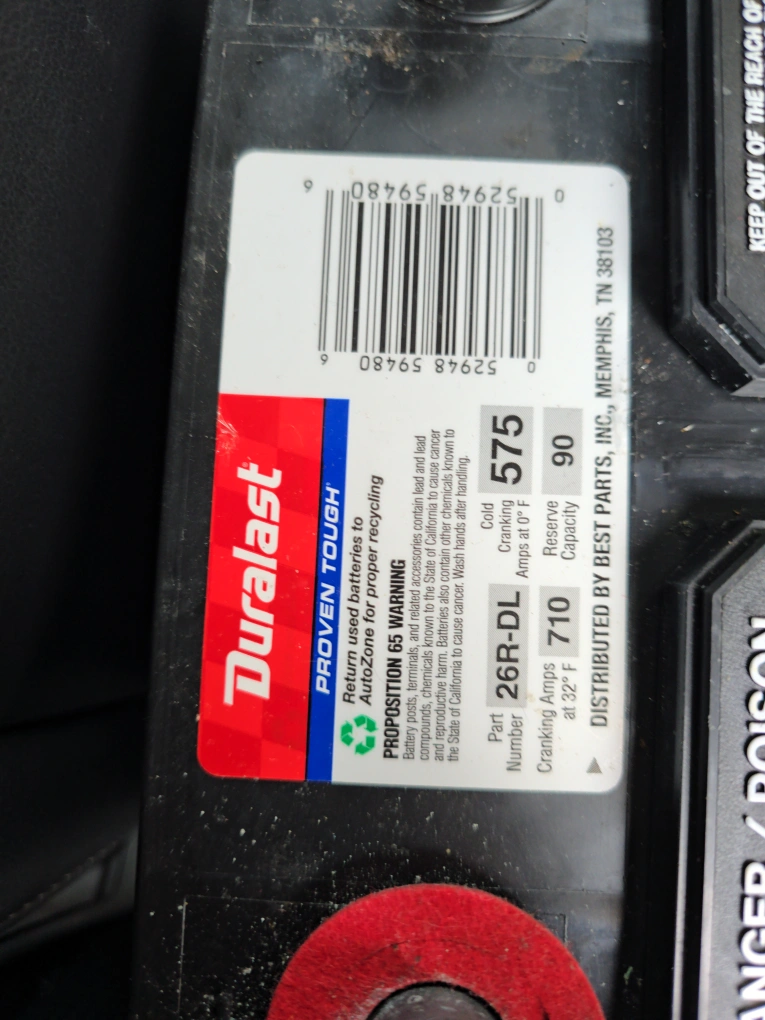 Duralast
PROVEN TOUGH
Return used batteries to
AutoZone for proper recycling
PROPOSITION 65 WARNING
Battery posts, terminals, and related accessories contain lead and lead
compounds, chemicals known to the State of California to cause cancer
and reproductive harm. Batteries also contain other chemicals known to
the State of California to cause cancer. Wash hands after handling.
Part
Number 26R-DL
Cold
Cranking
Amps at 0° F 575
Cranking Amps
at 32° F 710
Reserve
Capacity 90
DISTRIBUTED BY BEST PARTS, INC., MEMPHIS, TN 38103
0 52948 59480 6
0 52948 59480 6
KEEP OUT OF THE REACH OF
ANGER / POISON